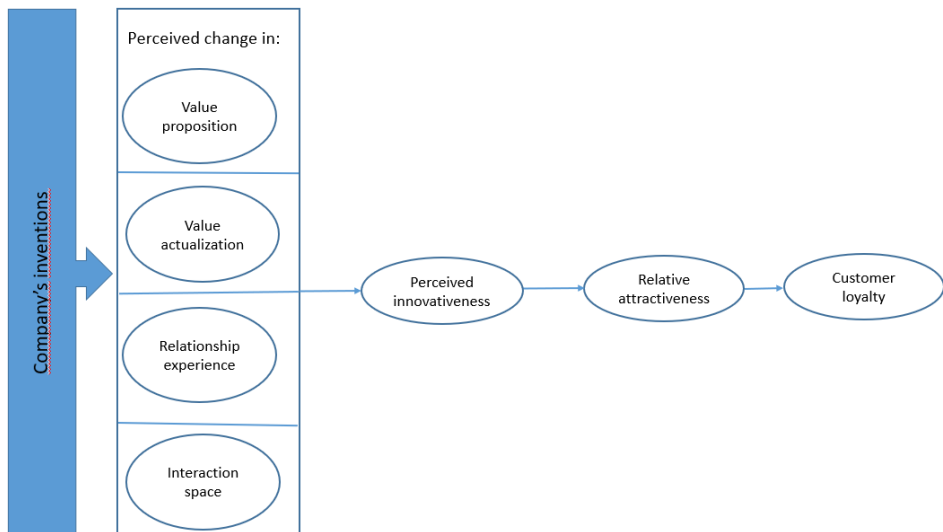 Company's inventions
Perceived change in:
Value
proposition
Value
actualization
Relationship
experience
Interaction
space
Perceived
innovativeness
Relative
attractiveness
Customer
loyalty